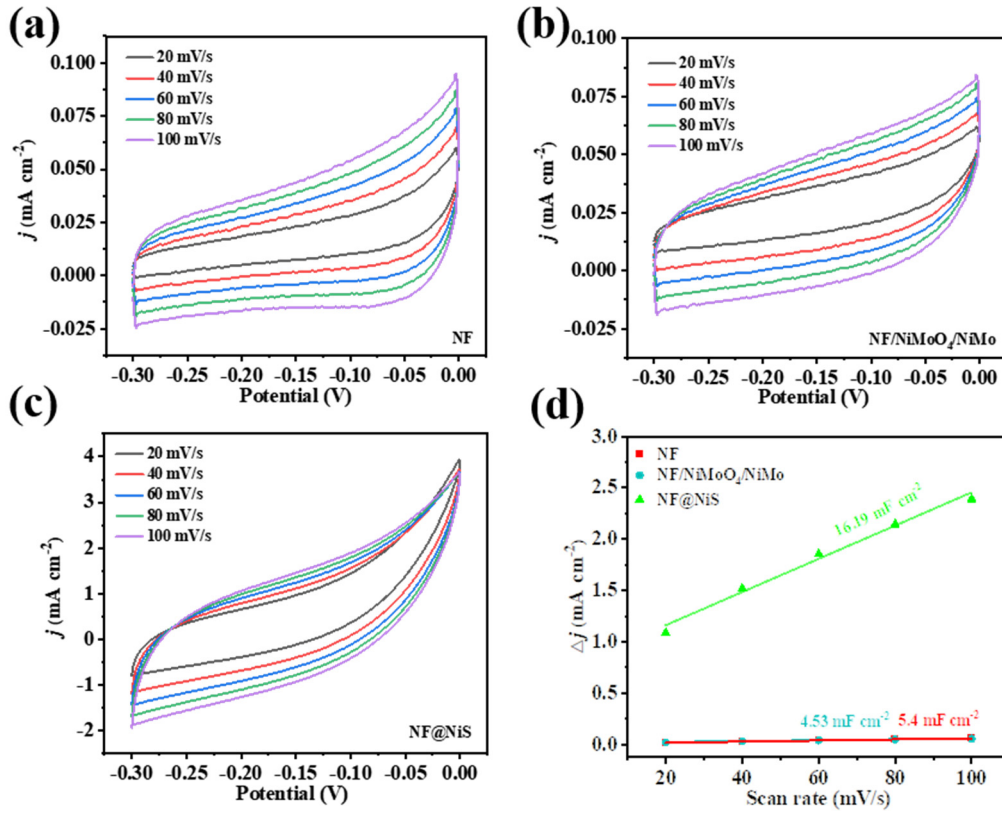 (a)
20 mV/s
40 mV/s
60 mV/s
80 mV/s
100 mV/s
0.100
0.075
0.050
0.025
0.000
-0.025
j (mA cm-2)
NF
-0.30 -0.25 -0.20 -0.15 -0.10 -0.05 0.00
Potential (V)
(b)
20 mV/s
40 mV/s
60 mV/s
80 mV/s
100 mV/s
0.100
0.075
0.050
0.025
0.000
-0.025
j (mA cm-2)
NF/NiMoO4/NiMo
-0.30 -0.25 -0.20 -0.15 -0.10 -0.05 0.00
Potential (V)
(c)
20 mV/s
40 mV/s
60 mV/s
80 mV/s
100 mV/s
4
3
2
1
0
-1
-2
j (mA cm-2)
NF@NiS
-0.30 -0.25 -0.20 -0.15 -0.10 -0.05 0.00
Potential (V)
(d)
NF
NF/NiMoO4/NiMo
NF@NiS
3.0
2.5
2.0
1.5
1.0
0.5
0.0
△j (mA cm-2)
16.19 mF cm-2
4.53 mF cm-2 5.4 mF cm-2
20 40 60 80 100
Scan rate (mV/s)